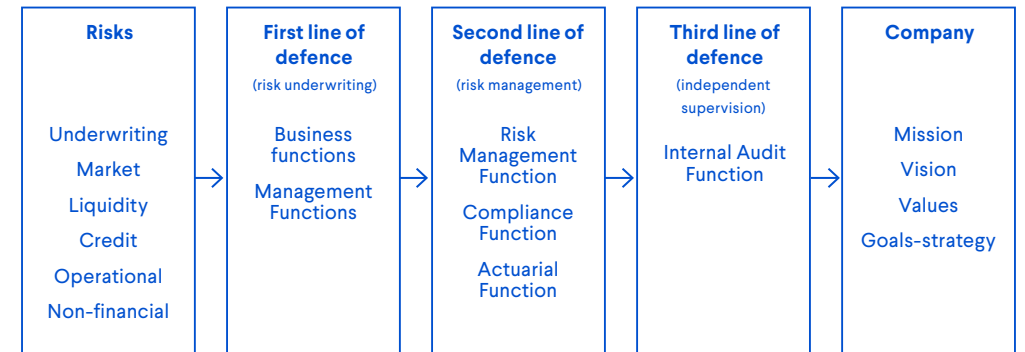 Risks
Underwriting
Market
Liquidity
Credit
Operational
Non-financial
First line of
defence
(risk underwriting)
Business
functions
Management
Functions
Second line of
defence
(risk management)
Risk
Management
Function
Compliance
Function
Actuarial
Function
Third line of
defence
(independent
supervision)
Internal Audit
Function
Company
Mission
Vision
Values
Goals-strategy